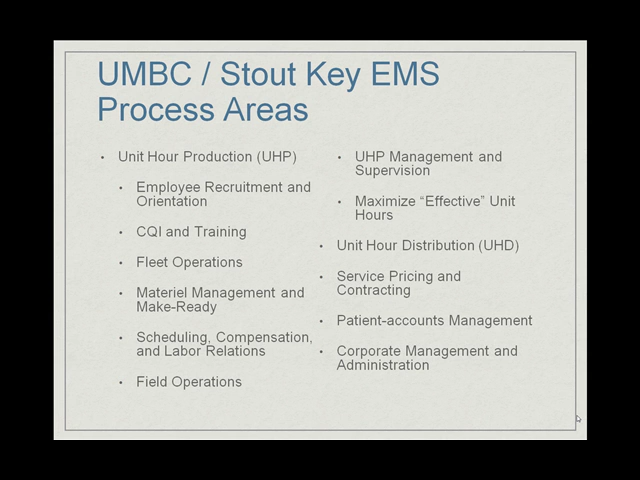 UMBC / Stout Key EMS
Process Areas
• Unit Hour Production (UHP)
• Employee Recruitment and
Orientation
• CQI and Training
• Fleet Operations
• Materiel Management and
Make-Ready
• Scheduling, Compensation,
and Labor Relations
• Field Operations
• UHP Management and
Supervision
• Maximize “Effective” Unit
Hours
• Unit Hour Distribution (UHD)
• Service Pricing and
Contracting
• Patient-accounts Management
• Corporate Management and
Administration